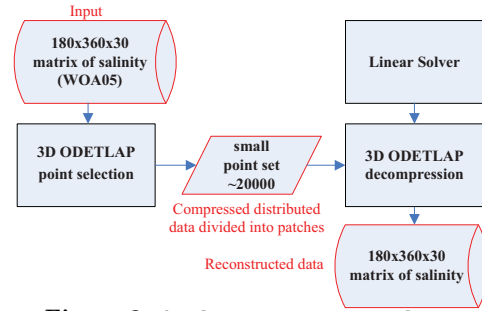 Input
180x360x30
matrix of salinity
(WOA05)
Linear Solver
3D ODETLAP
point selection
small
point set
~20000
3D ODETLAP
decompression
Compressed distributed
data divided into patches
Reconstructed data
180x360x30
matrix of salinity